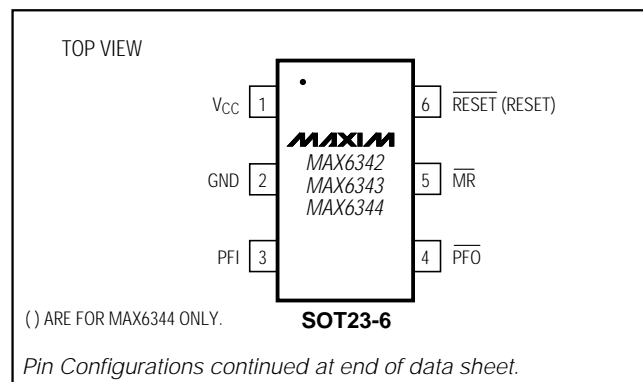 TOP VIEW
VCC 1
6 RESET (RESET)
MAXIM
MAX6342
MAX6343
MAX6344
GND 2
5 MR
PFI 3
4 PFO
( ) ARE FOR MAX6344 ONLY.
SOT23-6
Pin Configurations continued at end of data sheet.